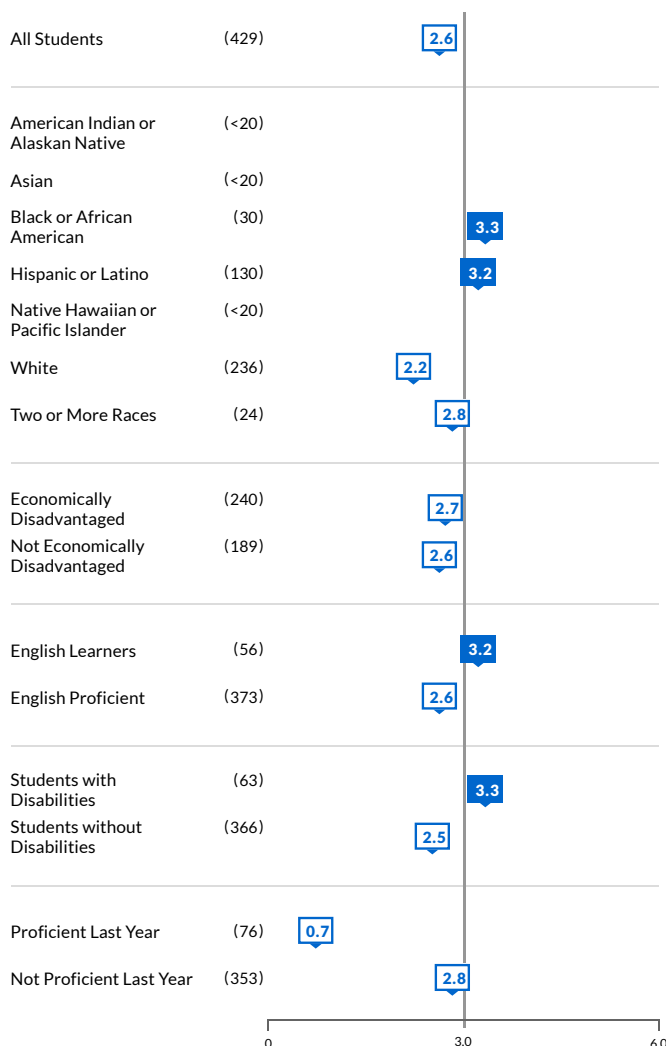 All Students (429) 2.6
American Indian or (<20)
Alaskan Native
Asian (<20)
Black or African (30) 3.3
American
Hispanic or Latino (130) 3.2
Native Hawaiian or (<20)
Pacific Islander
White (236) 2.2
Two or More Races (24) 2.8
Economically (240) 2.7
Disadvantaged
Not Economically (189) 2.6
Disadvantaged
English Learners (56) 3.2
English Proficient (373) 2.6
Students with (63) 3.3
Disabilities
Students without (366) 2.5
Disabilities
Proficient Last Year (76) 0.7
Not Proficient Last Year (353) 2.8
0 3.0 6.0